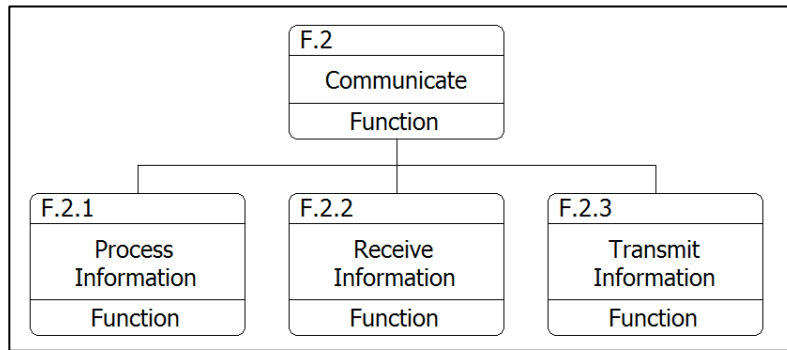 F.2
Communicate
Function
F.2.1
Process
Information
Function
F.2.2
Receive
Information
Function
F.2.3
Transmit
Information
Function